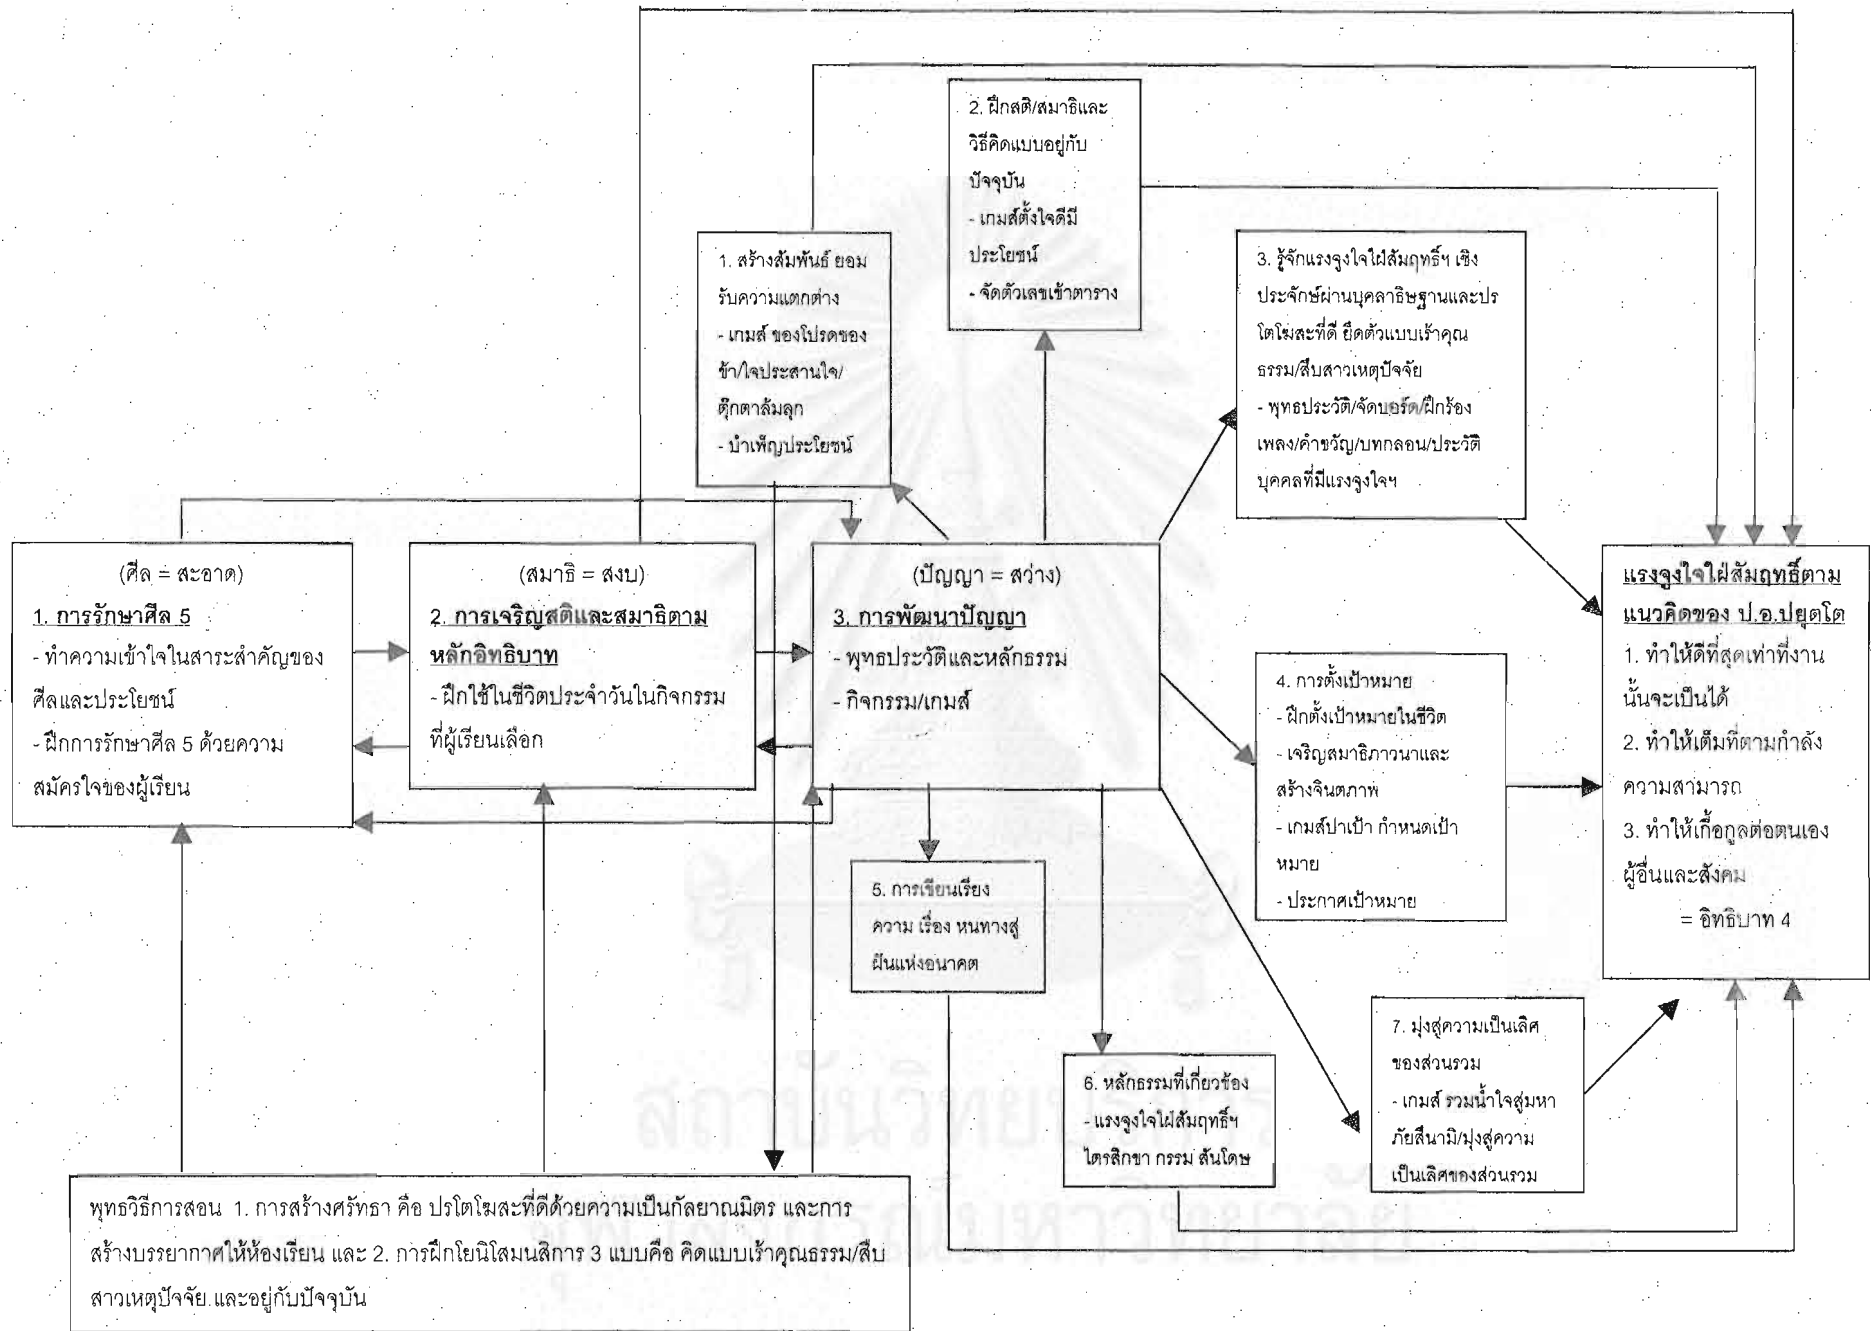 2. ฝึกสติ/สมาธิและ
วิธีคิดแบบอยู่กับ
ปัจจุบัน
- เกมส์ตั้งใจดีมี
ประโยชน์
- จัดตัวเลขเข้าตาราง
1. สร้างสัมพันธ์ ยอม
รับความแตกต่าง
- เกมส์ ของโปรดของ
ข้า/ใจประสานใจ/
ตุ๊กตาล้มลุก
- บำเพ็ญประโยชน์
3. รู้จักแรงจูงใจใฝ่สัมฤทธิ์ฯ เชิง
ประจักษ์ผ่านบุคลาธิษฐานและปร
โตโฆสะที่ดี ยึดตัวแบบเร้าคุณ
ธรรม/สืบสาวเหตุปัจจัย
- พุทธประวัติ/จัดบอร์ด/ฝึกร้อง
เพลง/คำขวัญ/บทกลอน/ประวัติ
บุคคลที่มีแรงจูงใจฯ
(ศีล = สะอาด)
1. การรักษาศีล 5
- ทำความเข้าใจในสาระสำคัญของ
ศีลและประโยชน์
- ฝึกการรักษาศีล 5 ด้วยความ
สมัครใจของผู้เรียน
(สมาธิ = สงบ)
2. การเจริญสติและสมาธิตาม
หลักอิทธิบาท
- ฝึกใช้ในชีวิตประจำวันในกิจกรรม
ที่ผู้เรียนเลือก
(ปัญญา = สว่าง)
3. การพัฒนาปัญญา
- พุทธประวัติและหลักธรรม
- กิจกรรม/เกมส์
แรงจูงใจใฝ่สัมฤทธิ์ตาม
แนวคิดของ ป.อ.ปยุตโต
1. ทำให้ดีที่สุดเท่าที่งาน
นั้นจะเป็นได้
2. ทำให้เต็มที่ตามกำลัง
ความสามารถ
3. ทำให้เกื้อกูลต่อตนเอง
ผู้อื่นและสังคม
= อิทธิบาท 4
4. การตั้งเป้าหมาย
- ฝึกตั้งเป้าหมายในชีวิต
- เจริญสมาธิภาวนาและ
สร้างจินตภาพ
- เกมส์ปาเป้า กำหนดเป้า
หมาย
- ประกาศเป้าหมาย
5. การเขียนเรียง
ความ เรื่อง หนทางสู่
ฝันแห่งอนาคต
6. หลักธรรมที่เกี่ยวข้อง
- แรงจูงใจใฝ่สัมฤทธิ์ฯ
ไตรสิกขา กรรม สันโดษ
7. มุ่งสู่ความเป็นเลิศ
ของส่วนรวม
- เกมส์ รวมน้ำใจสู่มหา
ภัยสึนามิ/มุ่งสู่ความ
เป็นเลิศของส่วนรวม
พุทธวิธีการสอน 1. การสร้างศรัทธา คือ ปรโตโฆสะที่ดีด้วยความเป็นกัลยาณมิตร และการ
สร้างบรรยากาศให้ห้องเรียน และ 2. การฝึกโยนิโสมนสิการ 3 แบบคือ คิดแบบเร้าคุณธรรม/สืบ
สาวเหตุปัจจัย และอยู่กับปัจจุบัน